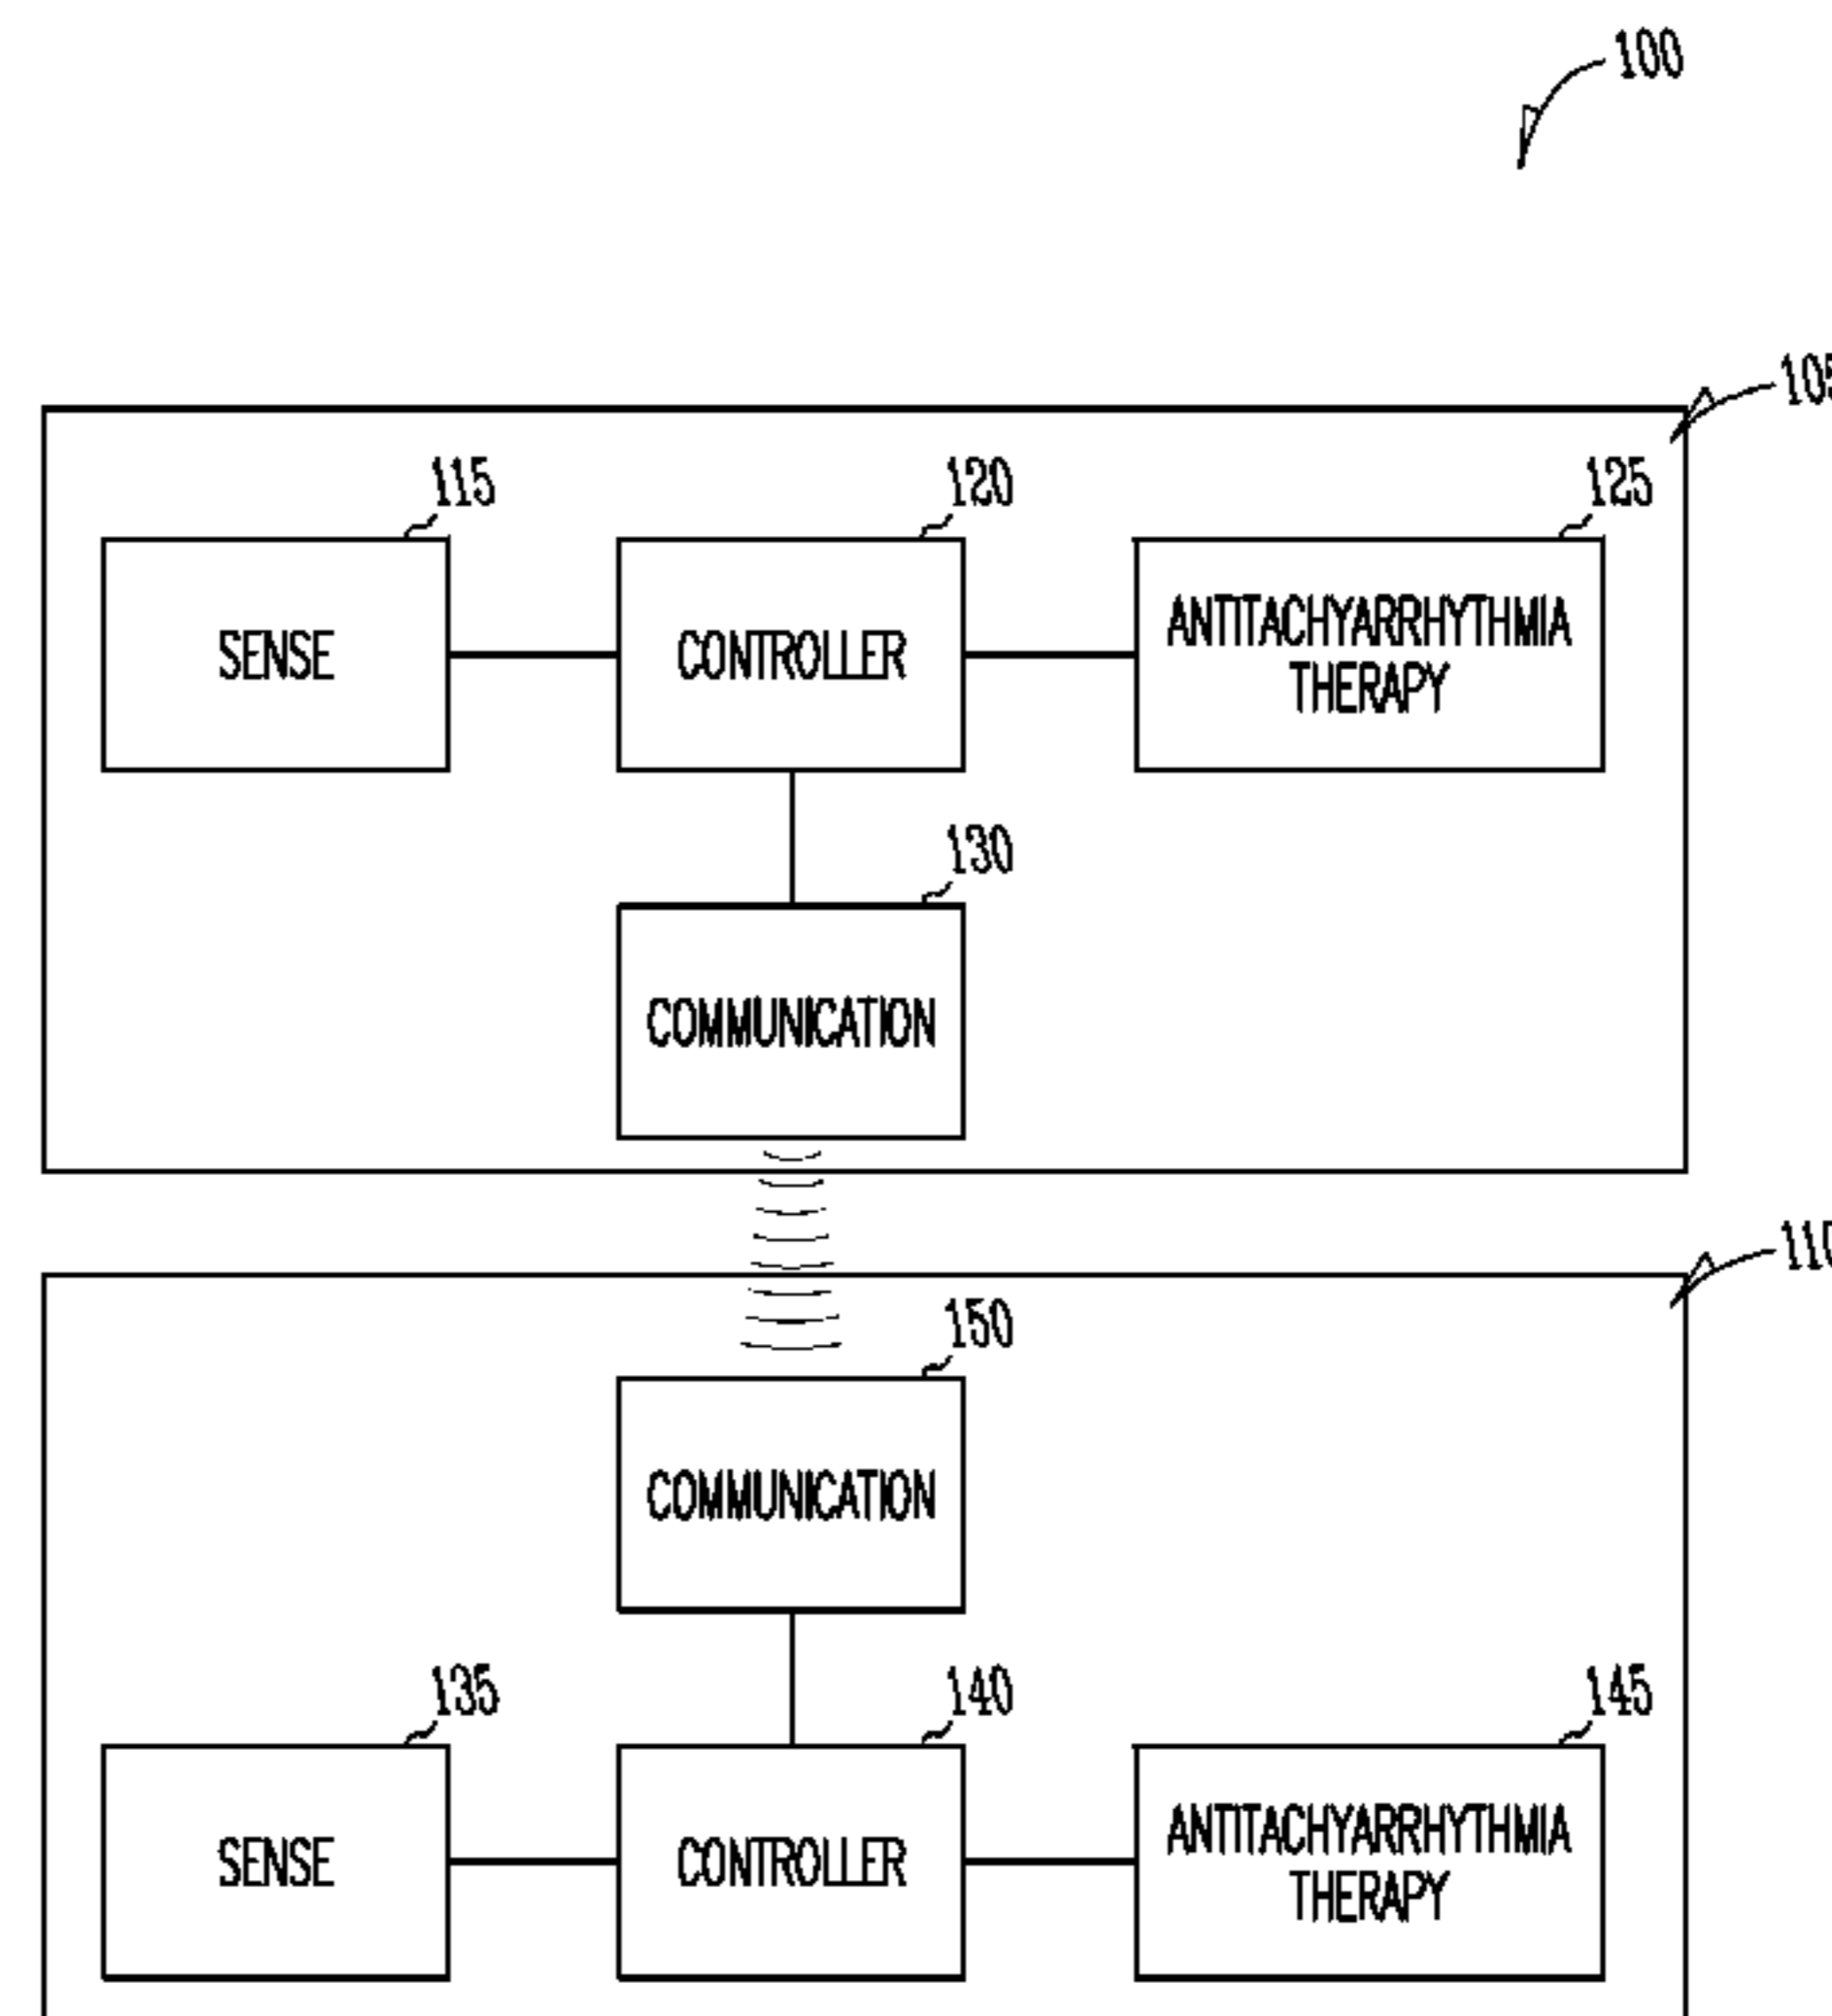 100
105
115
120
125
SENSE
CONTROLLER
ANTITACHYARRHYTHMIA
THERAPY
130
COMMUNICATION
110
150
COMMUNICATION
135
140
145
SENSE
CONTROLLER
ANTITACHYARRHYTHMIA
THERAPY